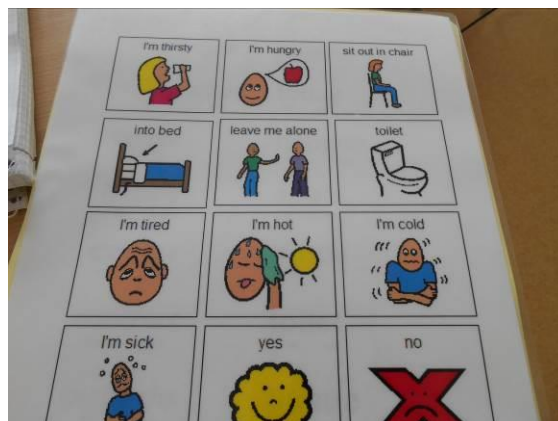 I'm thirsty
I'm hungry
sit out in chair
into bed
leave me alone
toilet
I'm tired
I'm hot
I'm cold
I'm sick
yes
no